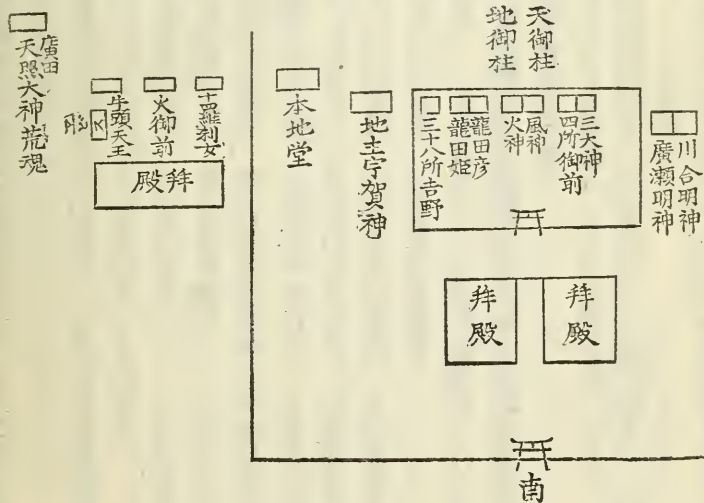 川合明神
廣瀬明神
天御柱
地御柱
三大神
四所御前
風神
火神
龍田彦
龍田姫
三十八所吉野
地主宇賀神
本地堂
拝殿
拝殿
南
十羅刹女
火御前
牛頭天王
拝殿
廣田
天照大神荒魂